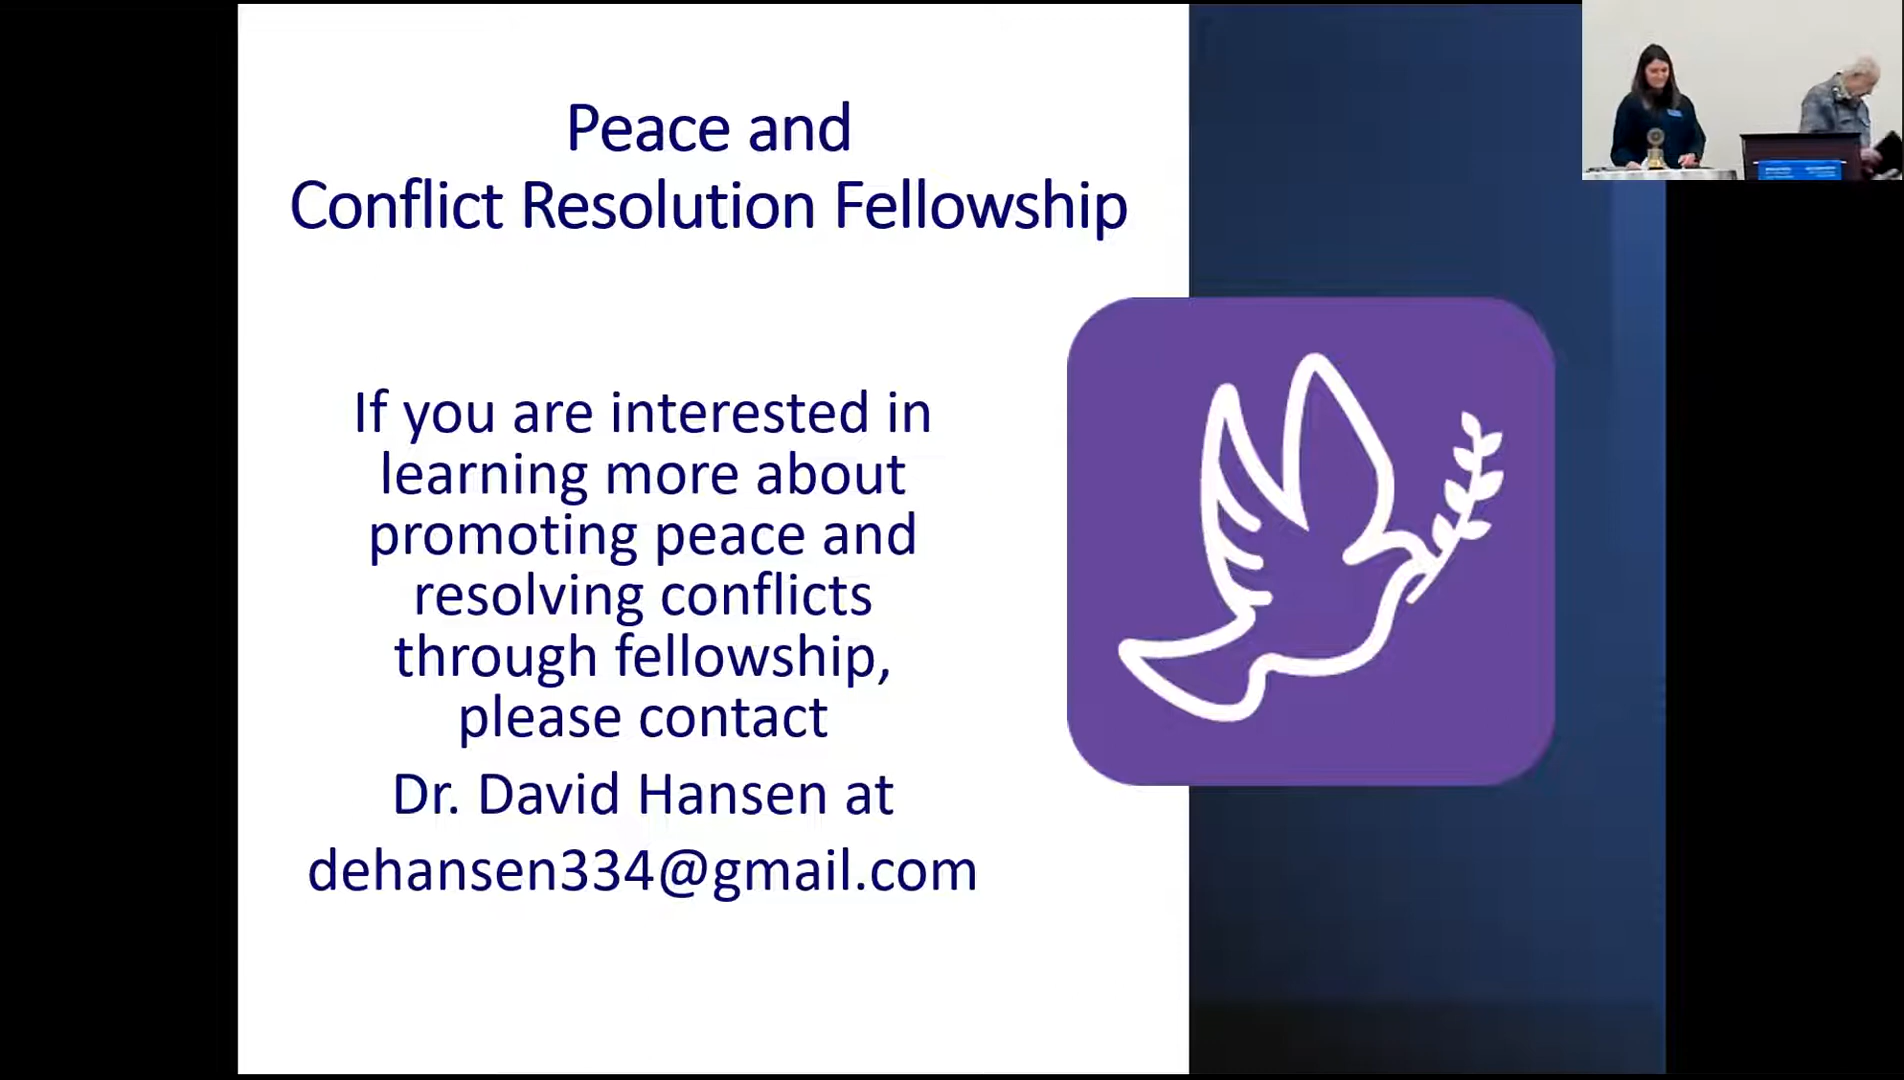 Peace and
Conflict Resolution Fellowship
If you are interested in
learning more about
promoting peace and
resolving conflicts
through fellowship,
please contact
Dr. David Hansen at
dehansen334@gmail.com